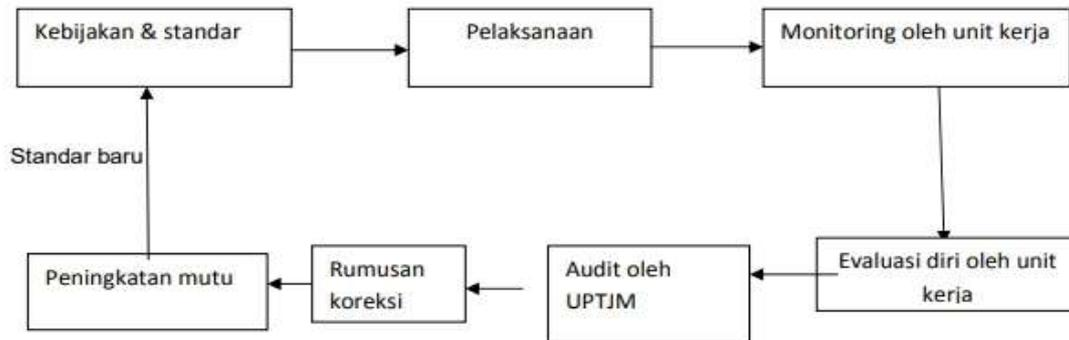 Kebijakan & standar
Pelaksanaan
Monitoring oleh unit kerja
Standar baru
Peningkatan mutu
Rumusan
koreksi
Audit oleh
UPTJM
Evaluasi diri oleh unit
kerja